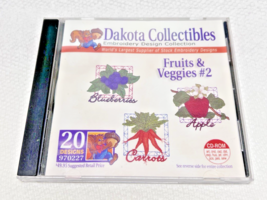 Dakota Collectibles
Embroidery Design Collection
World's Largest Supplier of Stock Embroidery Designs
Fruits &
Veggies #2
Blueberries
Apple
20
DESIGNS
970227
Carrots
CD-ROM